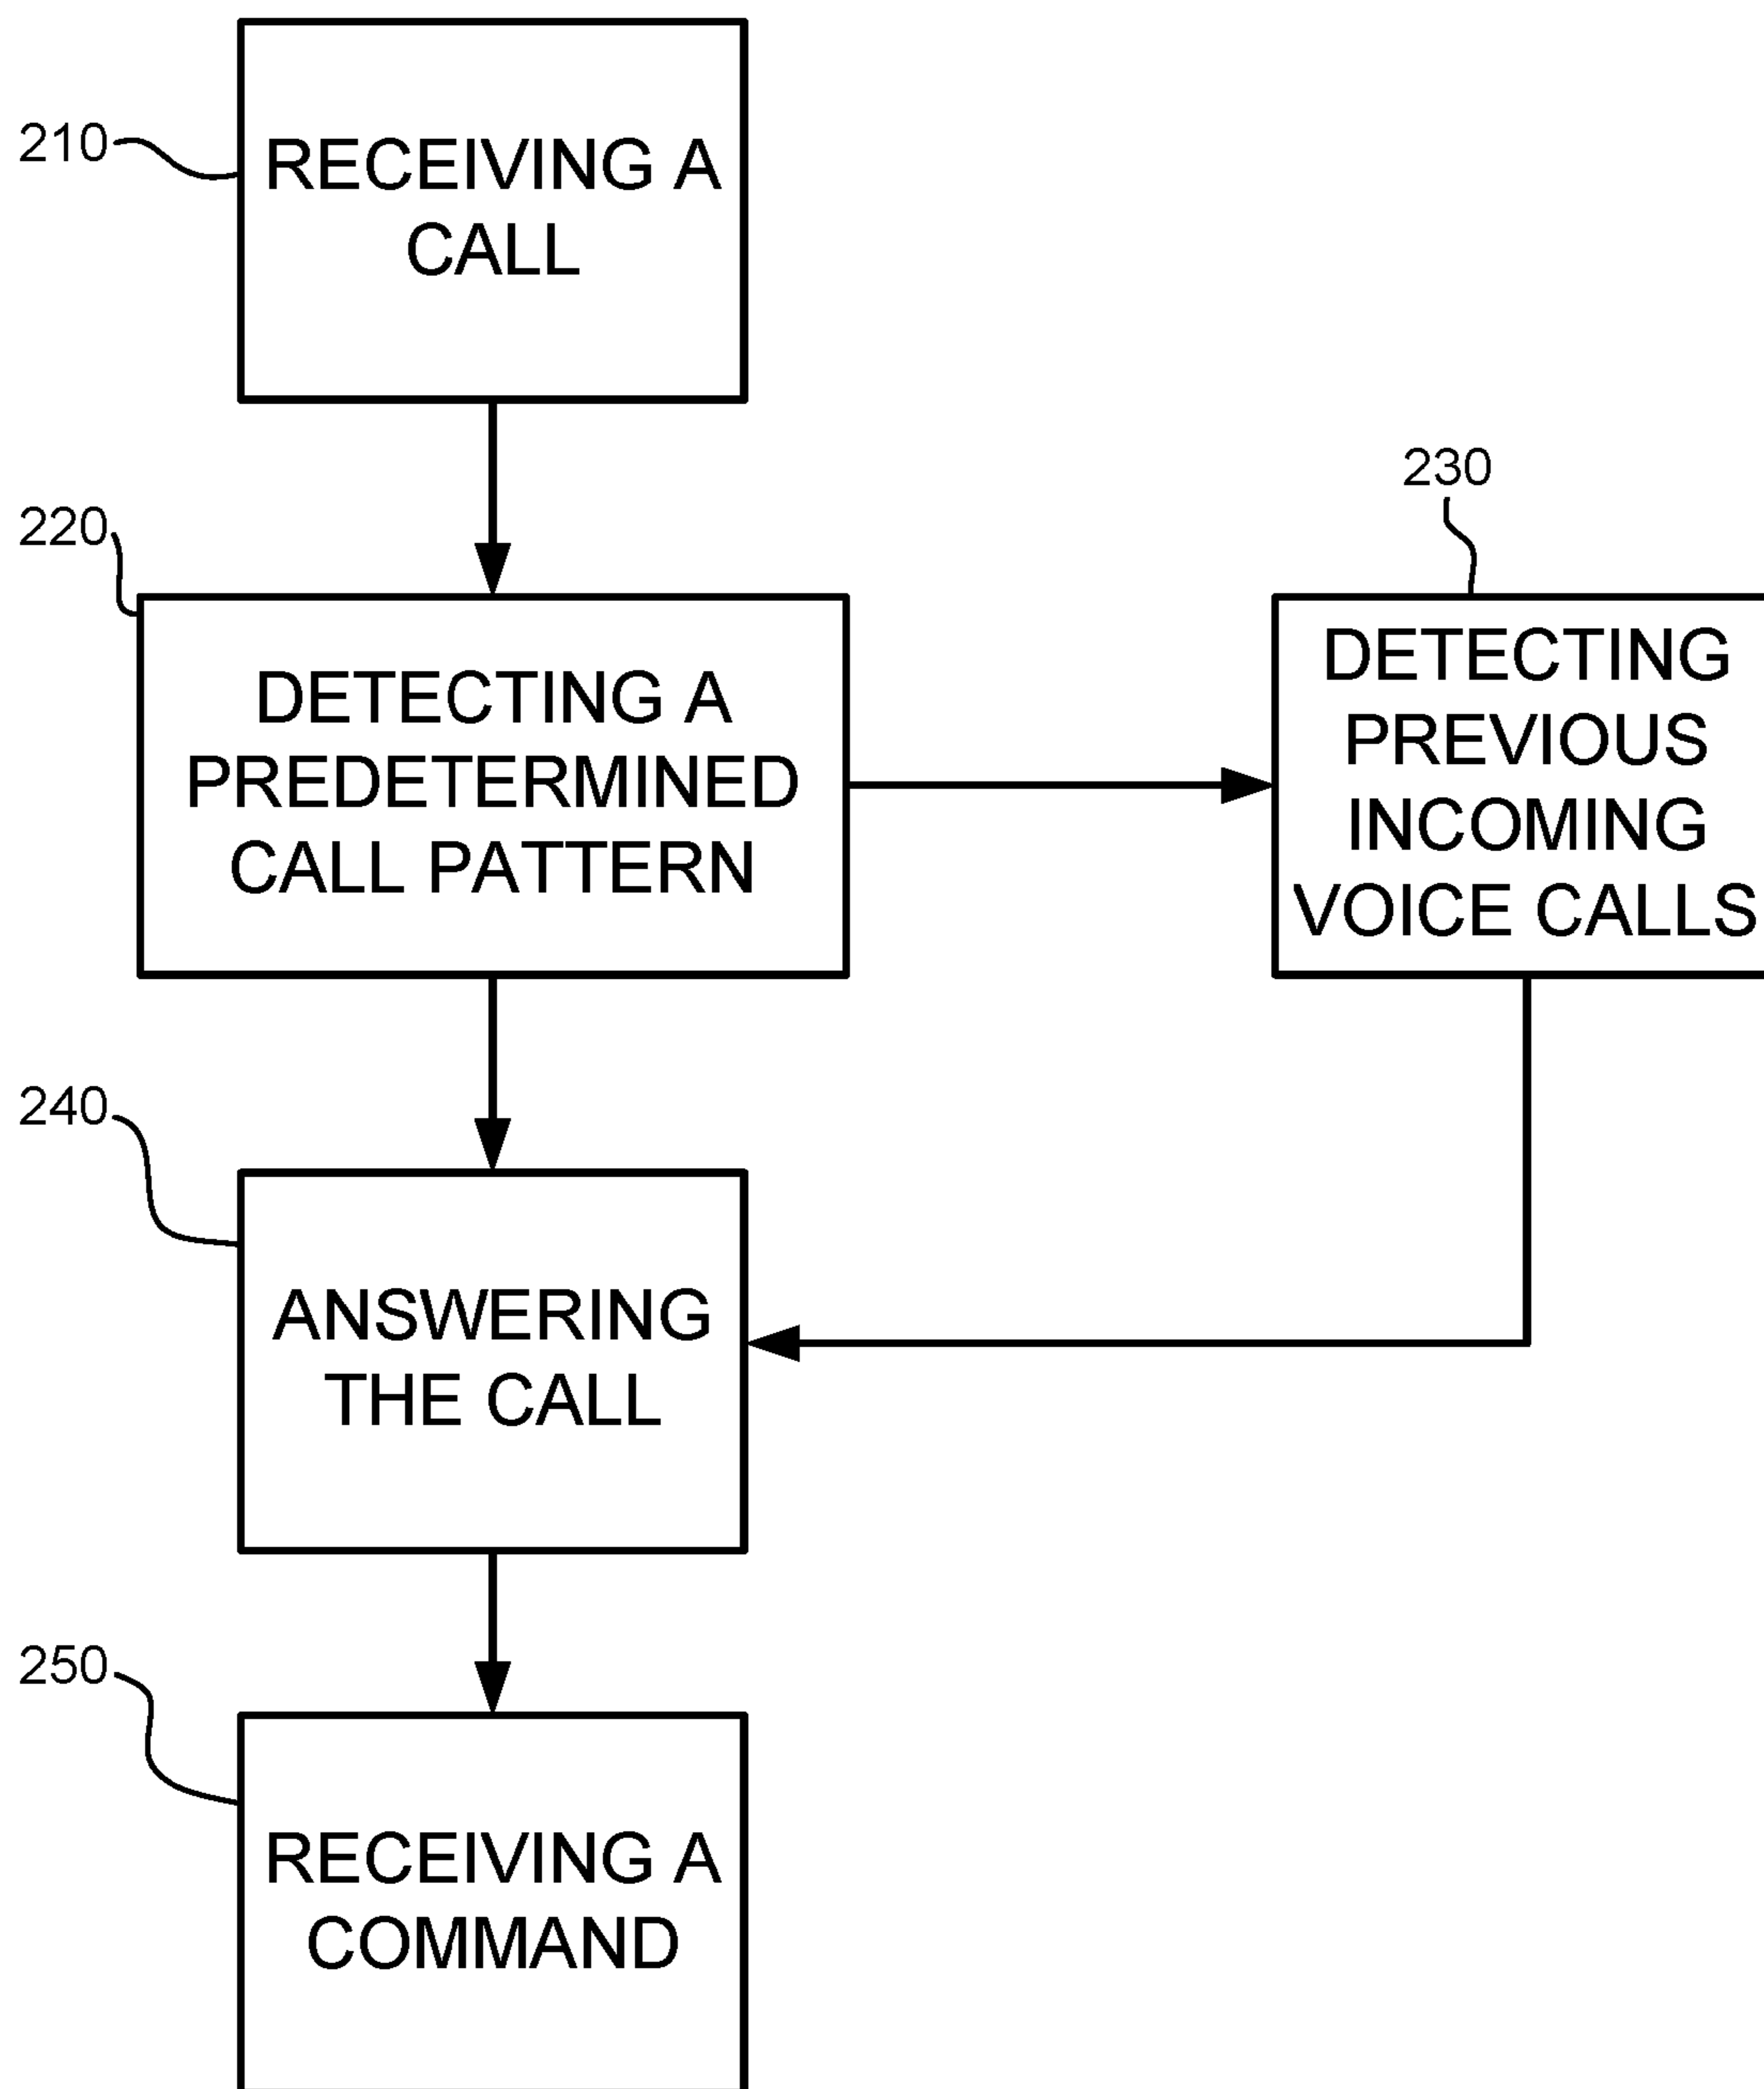 210
RECEIVING A
CALL
220
DETECTING A
PREDETERMINED
CALL PATTERN
230
DETECTING
PREVIOUS
INCOMING
VOICE CALLS
240
ANSWERING
THE CALL
250
RECEIVING A
COMMAND